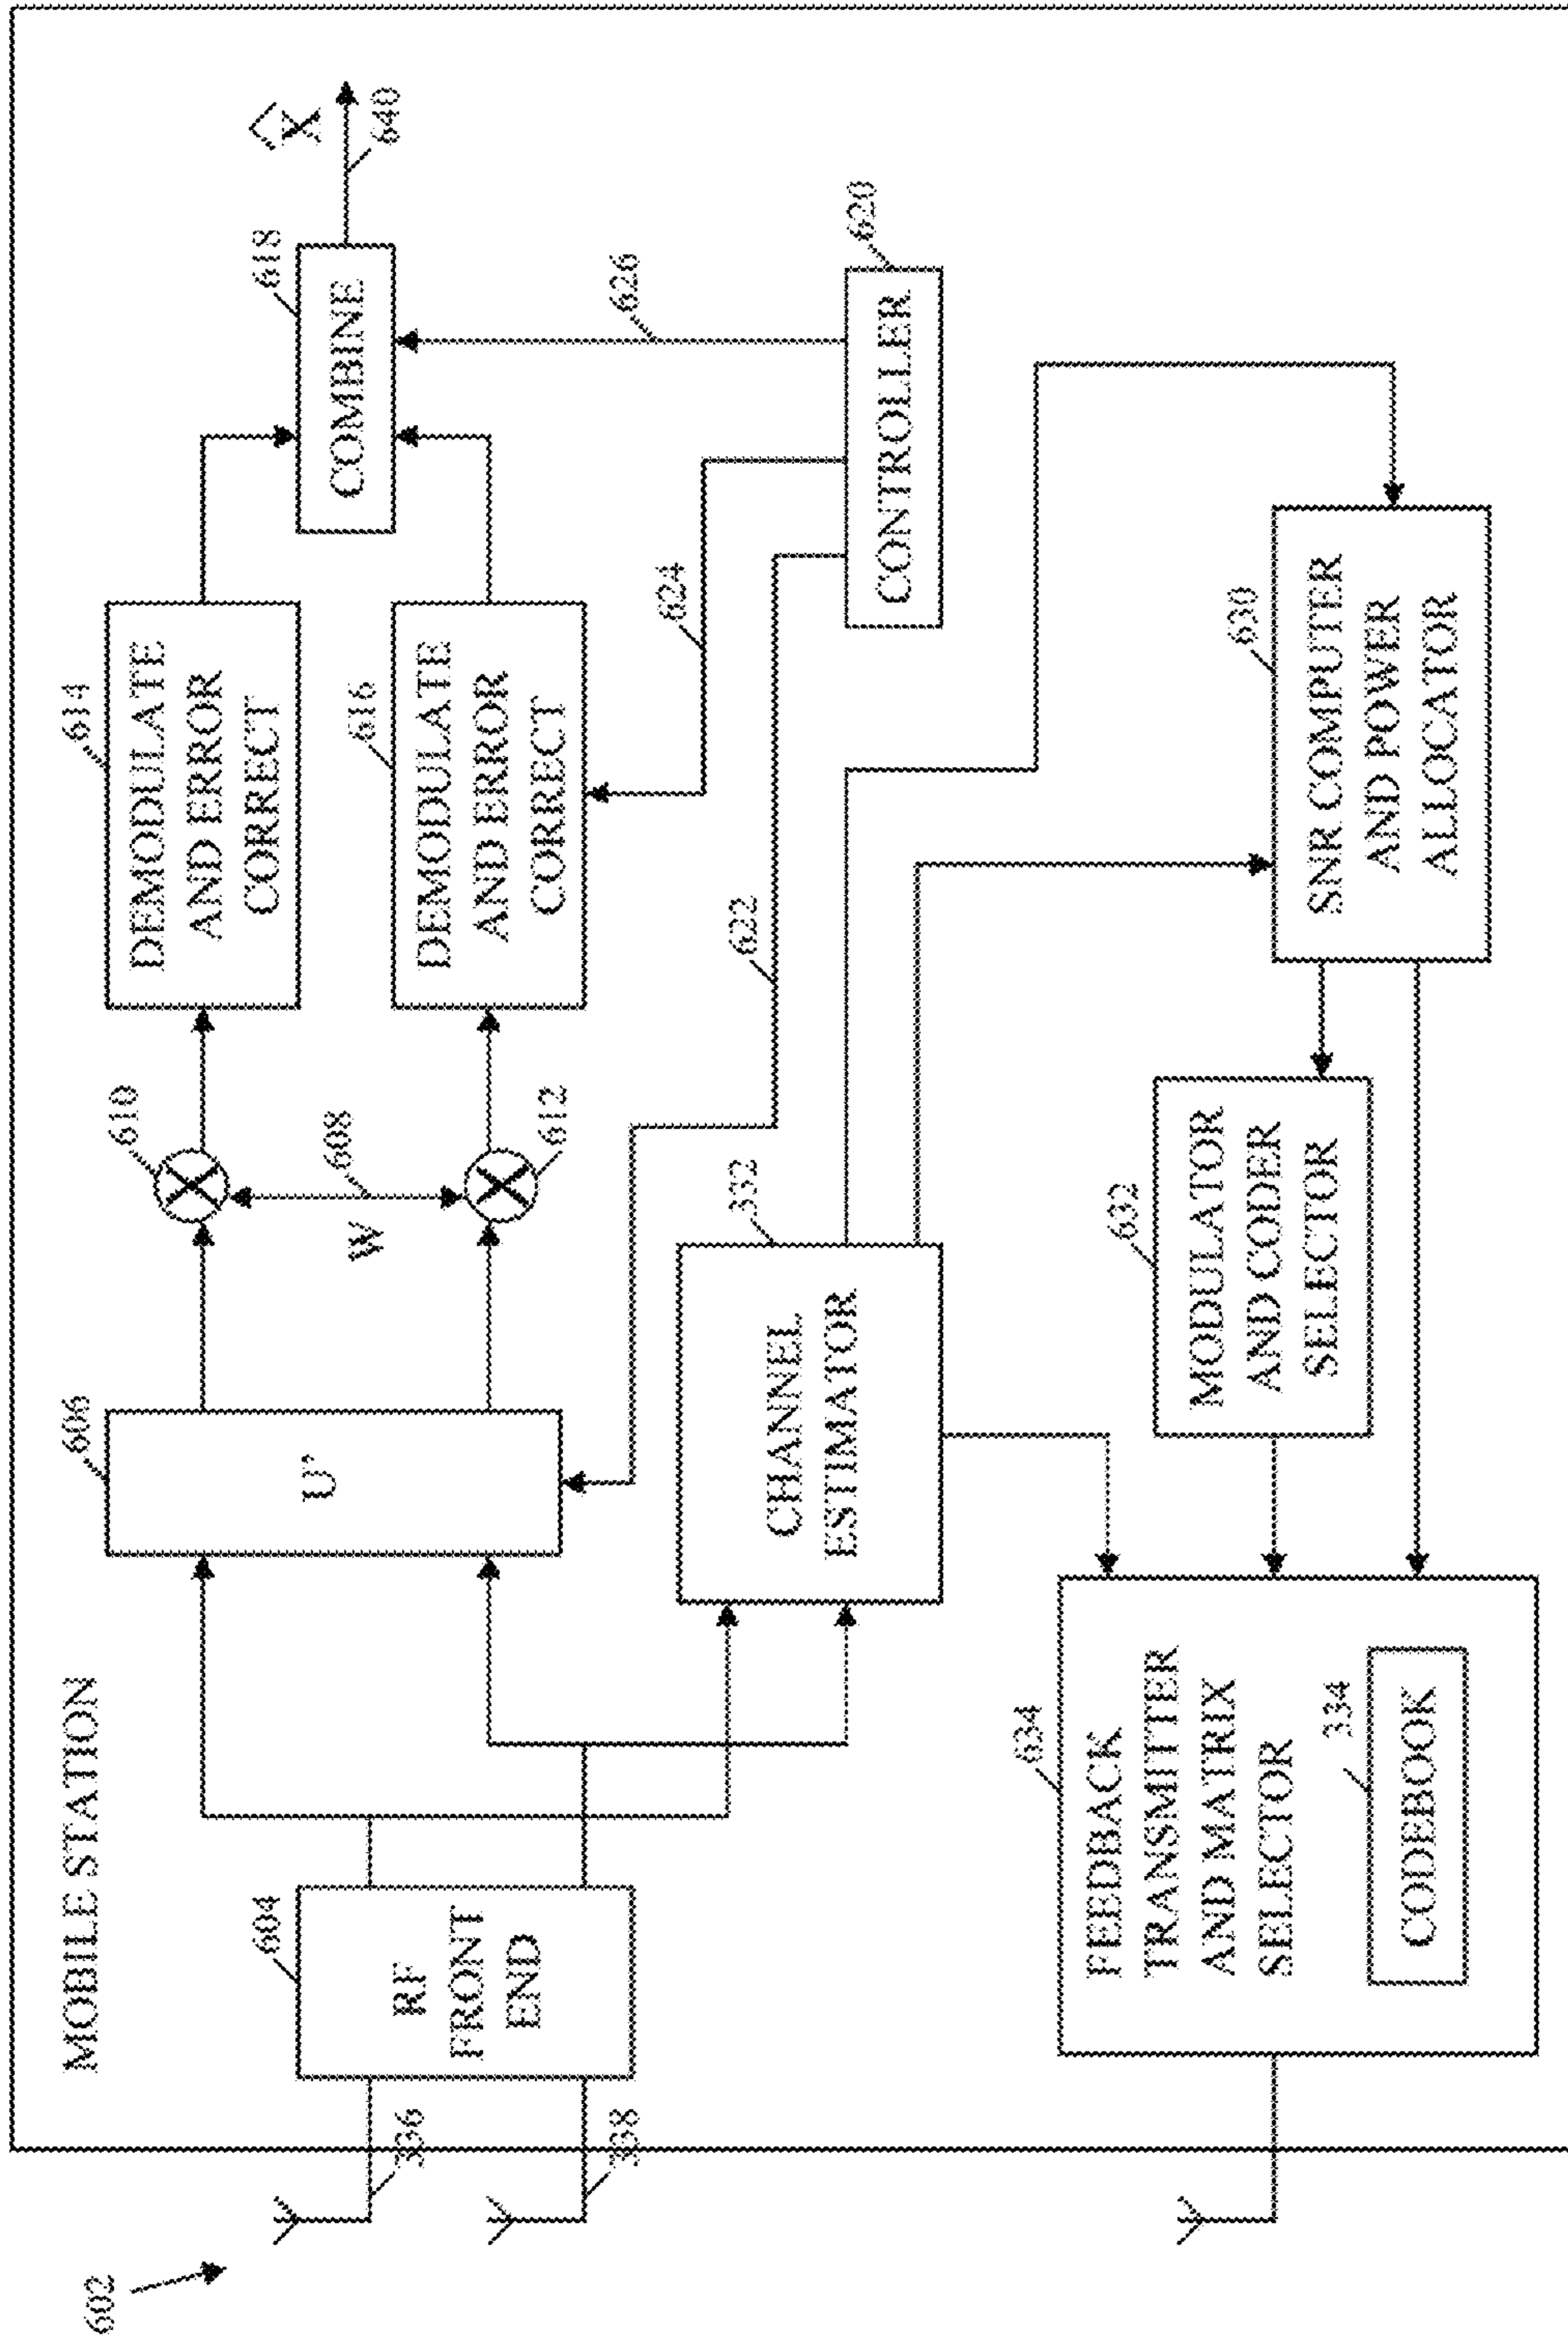 MOBILE STATION
602
336
338
604
RF
FRONT
END
606
U'
W
608
610
612
614
DEMODULATE
AND ERROR
CORRECT
616
DEMODULATE
AND ERROR
CORRECT
618
COMBINE
X̂
640
626
624
622
620
CONTROLLER
332
CHANNEL
ESTIMATOR
630
SNR COMPUTER
AND POWER
ALLOCATOR
632
MODULATOR
AND CODER
SELECTOR
634
FEEDBACK
TRANSMITTER
AND MATRIX
SELECTOR
334
CODEBOOK